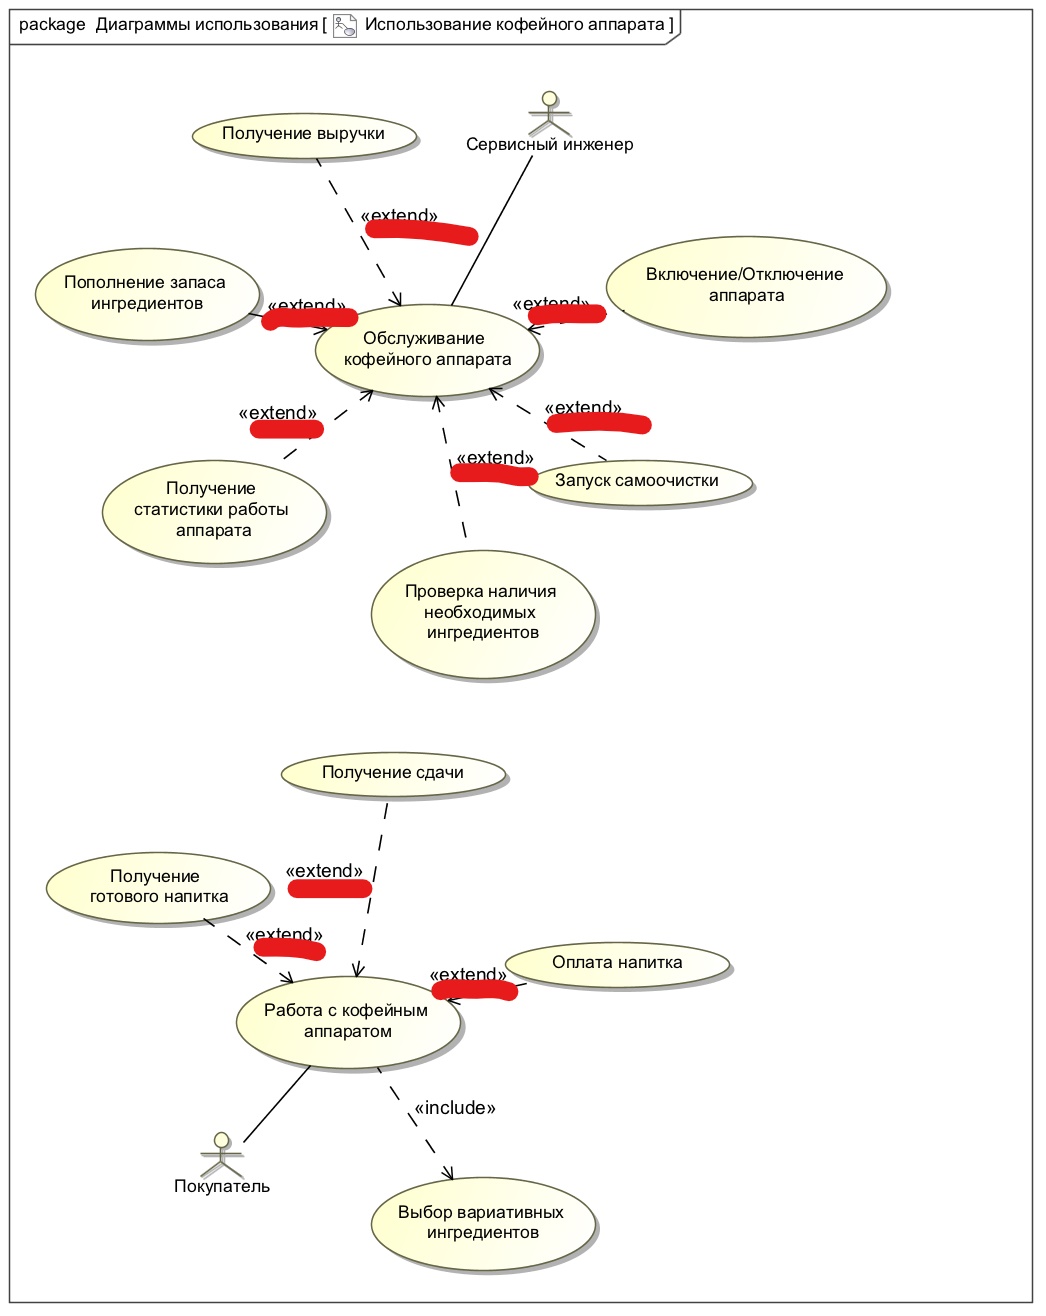 package Диаграммы использования [ Использование кофейного аппарата ]
Сервисный инженер
Получение выручки
«extend»
Пополнение запаса
ингредиентов
«extend»
Включение/Отключение
аппарата
«extend»
Обслуживание
кофейного аппарата
«extend»
«extend»
«extend»
Запуск самоочистки
Получение
статистики работы
аппарата
Проверка наличия
необходимых
ингредиентов
Получение сдачи
«extend»
Получение
готового напитка
«extend»
Оплата напитка
«extend»
Работа с кофейным
аппаратом
«include»
Покупатель
Выбор вариативных
ингредиентов